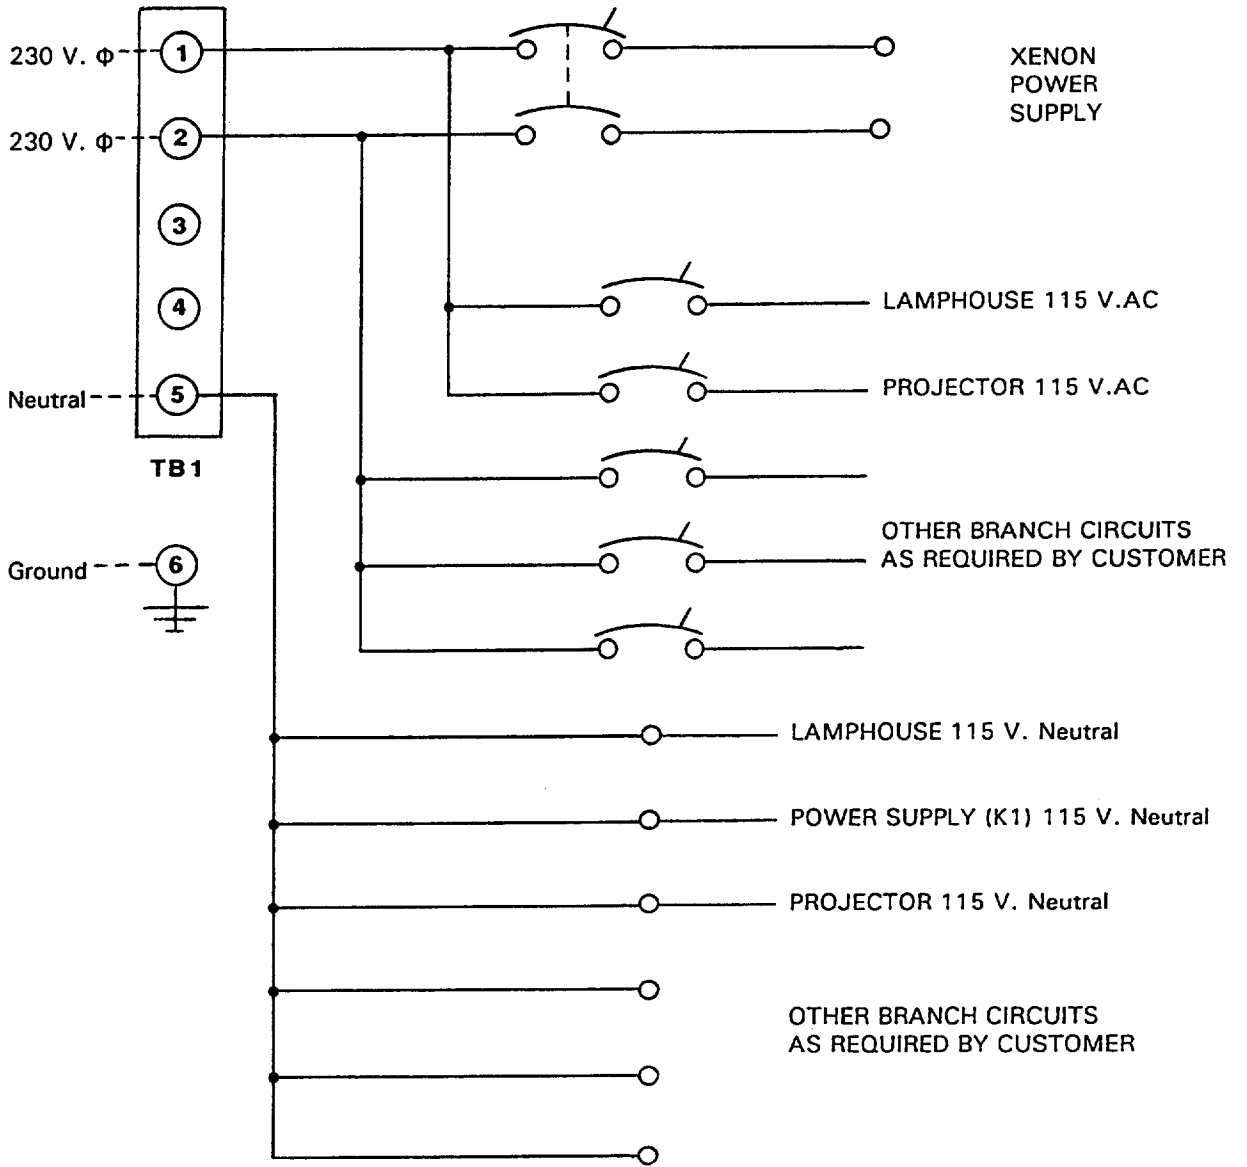 230 V. Φ
1
230 V. Φ
2
3
4
Neutral
5
TB1
Ground
6
XENON
POWER
SUPPLY
LAMPHOUSE 115 V.AC
PROJECTOR 115 V.AC
OTHER BRANCH CIRCUITS
AS REQUIRED BY CUSTOMER
LAMPHOUSE 115 V. Neutral
POWER SUPPLY (K1) 115 V. Neutral
PROJECTOR 115 V. Neutral
OTHER BRANCH CIRCUITS
AS REQUIRED BY CUSTOMER